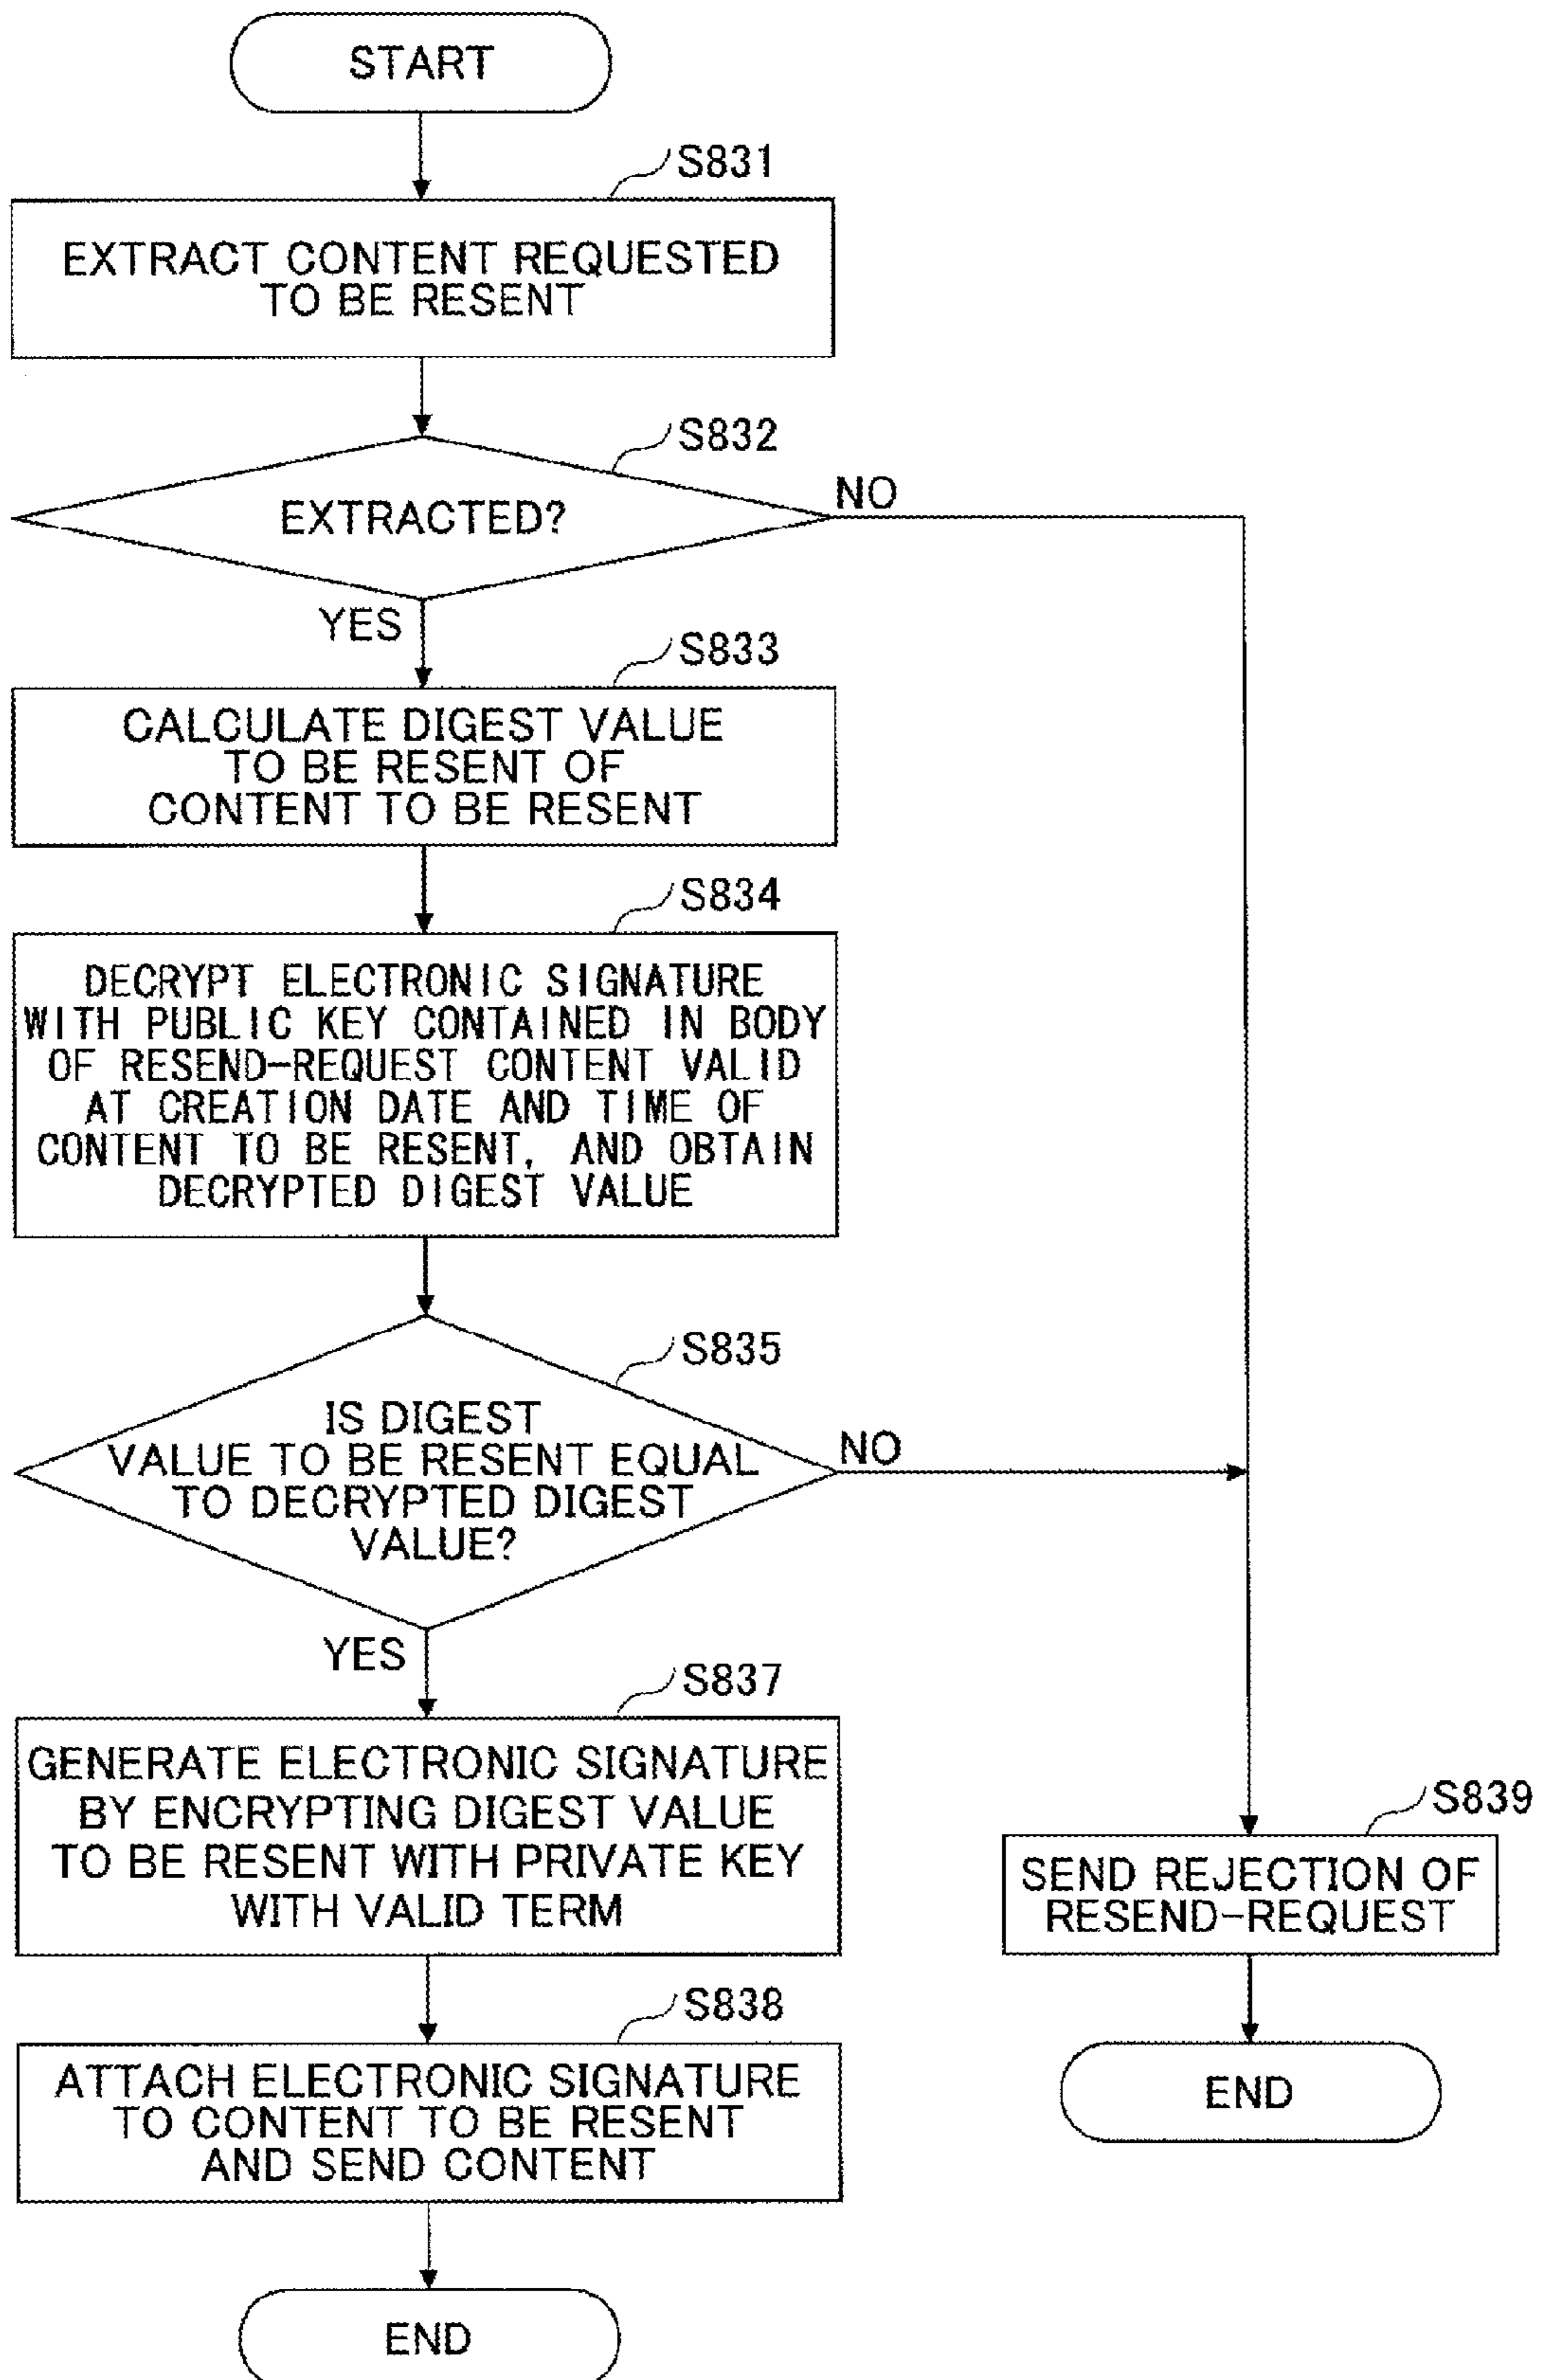 START
S831
EXTRACT CONTENT REQUESTED
TO BE RESENT
S832
EXTRACTED?
NO
YES
S833
CALCULATE DIGEST VALUE
TO BE RESENT OF
CONTENT TO BE RESENT
S834
DECRYPT ELECTRONIC SIGNATURE
WITH PUBLIC KEY CONTAINED IN BODY
OF RESEND-REQUEST CONTENT VALID
AT CREATION DATE AND TIME OF
CONTENT TO BE RESENT, AND OBTAIN
DECRYPTED DIGEST VALUE
S835
IS DIGEST
VALUE TO BE RESENT EQUAL
TO DECRYPTED DIGEST
VALUE?
NO
YES
S837
GENERATE ELECTRONIC SIGNATURE
BY ENCRYPTING DIGEST VALUE
TO BE RESENT WITH PRIVATE KEY
WITH VALID TERM
S839
SEND REJECTION OF
RESEND-REQUEST
S838
ATTACH ELECTRONIC SIGNATURE
TO CONTENT TO BE RESENT
AND SEND CONTENT
END
END